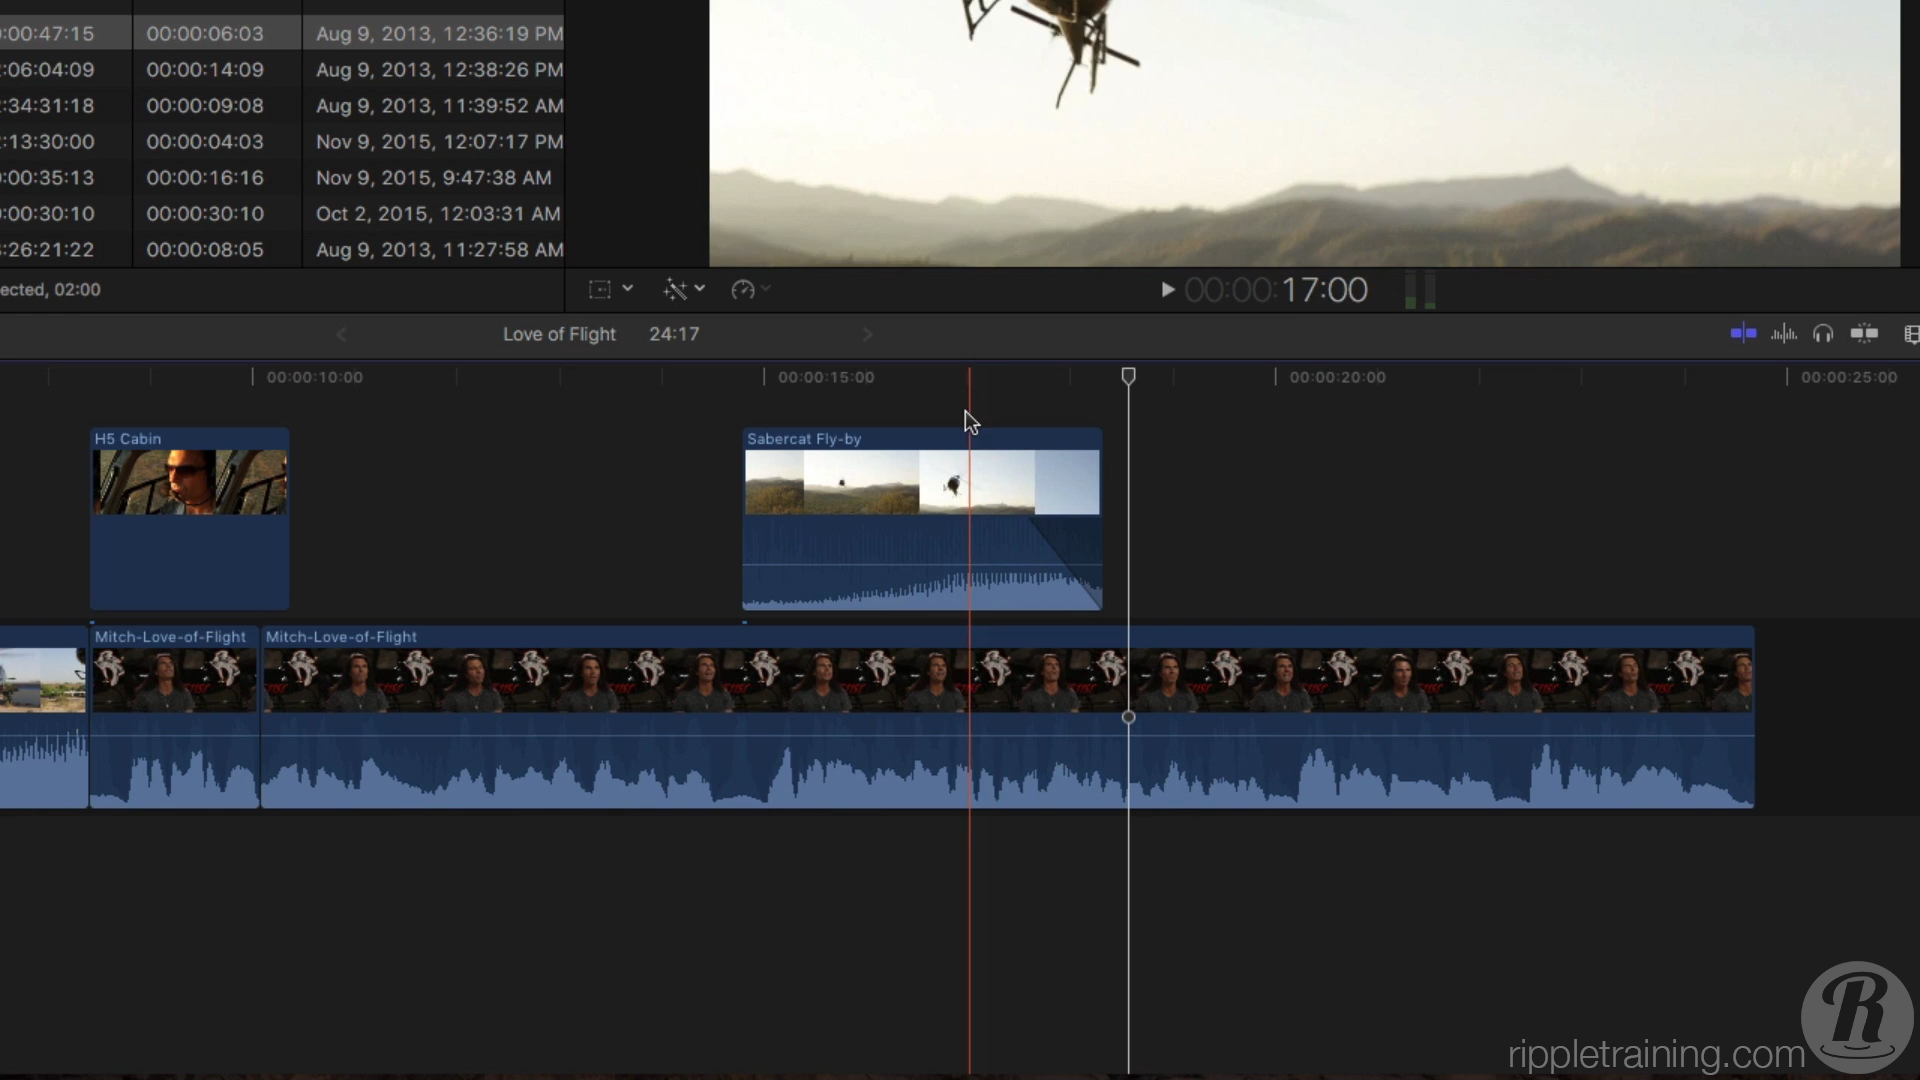 :00:47:15 00:00:06:03 Aug 9, 2013, 12:36:19 PM
:06:04:09 00:00:14:09 Aug 9, 2013, 12:38:26 PM
:34:31:18 00:00:09:08 Aug 9, 2013, 11:39:52 AM
:13:30:00 00:00:04:03 Nov 9, 2015, 12:07:17 PM
:00:35:13 00:00:16:16 Nov 9, 2015, 9:47:38 AM
:00:30:10 00:00:30:10 Oct 2, 2015, 12:03:31 AM
:26:21:22 00:00:08:05 Aug 9, 2013, 11:27:58 AM
ected, 02:00
00:00:17:00
Love of Flight 24:17
00:00:10:00 00:00:15:00 00:00:20:00 00:00:25:00
H5 Cabin
Sabercat Fly-by
Mitch-Love-of-Flight Mitch-Love-of-Flight
R
rippletraining.com